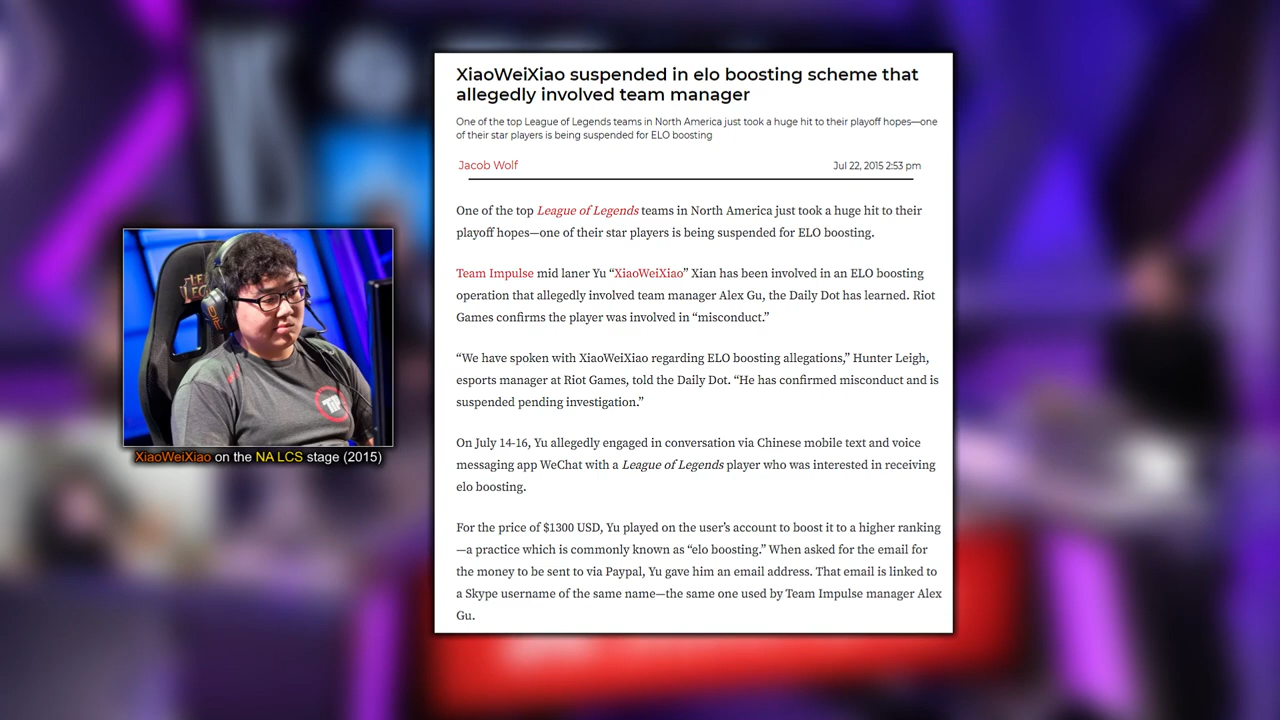 XiaoWeiXiao suspended in elo boosting scheme that
allegedly involved team manager
One of the top League of Legends teams in North America just took a huge hit to their playoff hopes—one
of their star players is being suspended for ELO boosting
Jacob Wolf
Jul 22, 2015 2:53 pm
One of the top League of Legends teams in North America just took a huge hit to their
playoff hopes—one of their star players is being suspended for ELO boosting.
Team Impulse mid laner Yu “XiaoWeiXiao” Xian has been involved in an ELO boosting
operation that allegedly involved team manager Alex Gu, the Daily Dot has learned. Riot
Games confirms the player was involved in “misconduct.”
“We have spoken with XiaoWeiXiao regarding ELO boosting allegations,” Hunter Leigh,
esports manager at Riot Games, told the Daily Dot. “He has confirmed misconduct and is
suspended pending investigation.”
On July 14-16, Yu allegedly engaged in conversation via Chinese mobile text and voice
messaging app WeChat with a League of Legends player who was interested in receiving
elo boosting.
For the price of $1300 USD, Yu played on the user’s account to boost it to a higher ranking
—a practice which is commonly known as “elo boosting.” When asked for the email for
the money to be sent to via Paypal, Yu gave him an email address. That email is linked to
a Skype username of the same name—the same one used by Team Impulse manager Alex
Gu.
XiaoWeiXiao on the NA LCS stage (2015)